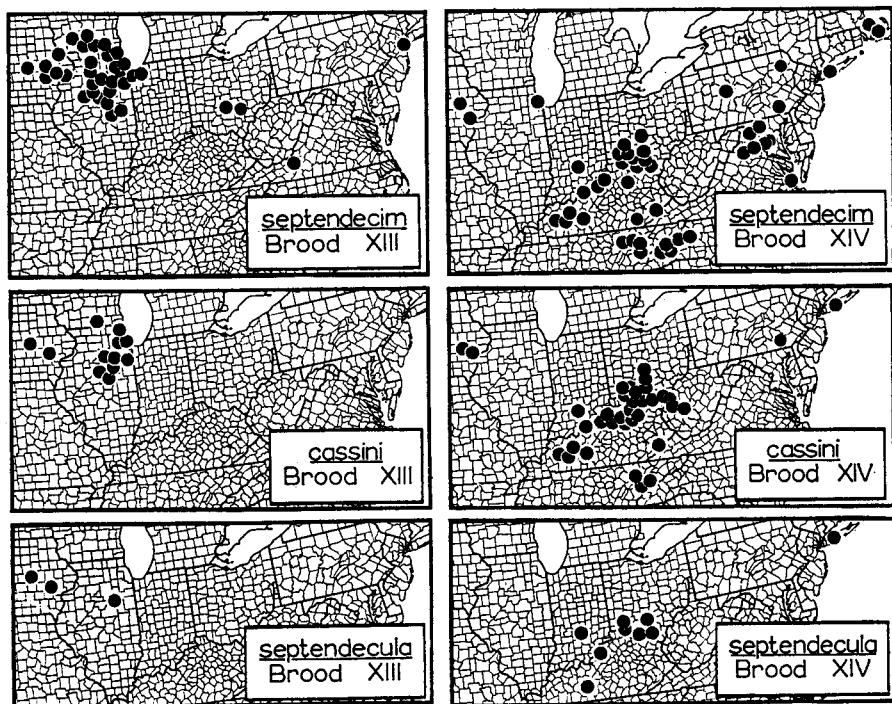 septendecim
Brood XIII
septendecim
Brood XIV
cassini
Brood XIII
cassini
Brood XIV
septendecula
Brood XIII
septendecula
Brood XIV